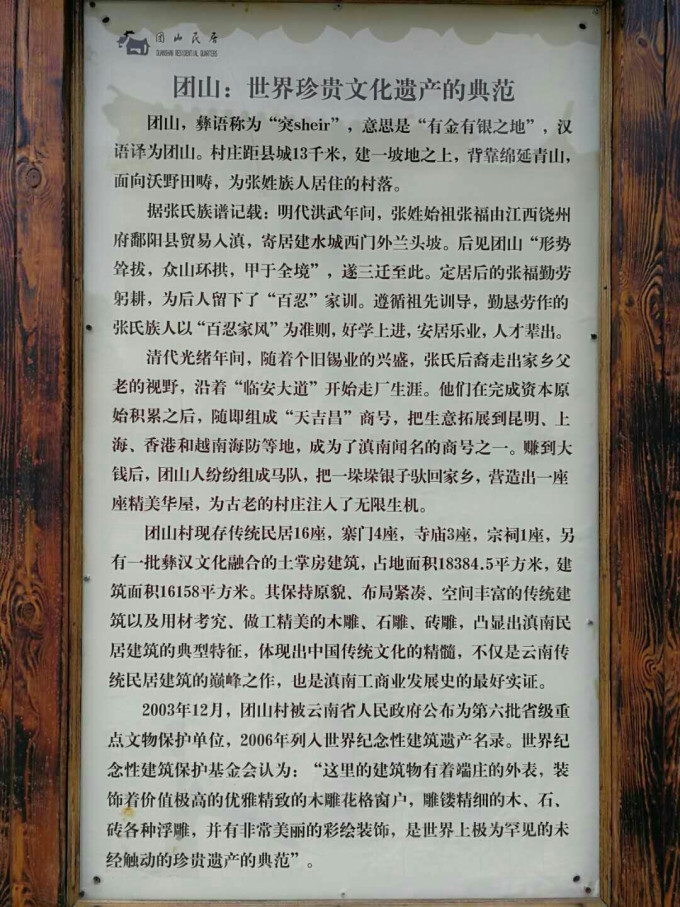 团山民居
TUANSHAN RESIDENTIAL QUARTERS
团山：世界珍贵文化遗产的典范
团山，彝语称为“突sheir”，意思是“有金有银之地”，汉
语译为团山。村庄距县城13千米，建一坡地之上，背靠绵延青山，
面向沃野田畴，为张姓族人居住的村落。
据张氏族谱记载：明代洪武年间，张姓始祖张福由江西饶州
府鄱阳县贸易入滇，寄居建水城西门外兰头坡。后见团山“形势
耸拔，众山环拱，甲于全境”，遂三迁至此。定居后的张福勤劳
躬耕，为后人留下了“百忍”家训。遵循祖先训导，勤恳劳作的
张氏族人以“百忍家风”为准则，好学上进，安居乐业，人才辈出。
清代光绪年间，随着个旧锡业的兴盛，张氏后裔走出家乡父
老的视野，沿着“临安大道”开始走厂生涯。他们在完成资本原
始积累之后，随即组成“天吉昌”商号，把生意拓展到昆明、上
海、香港和越南海防等地，成为了滇南闻名的商号之一。赚到大
钱后，团山人纷纷组成马队，把一垛垛银子驮回家乡，营造出一座
座精美华屋，为古老的村庄注入了无限生机。
团山村现存传统民居16座，寨门4座，寺庙3座，宗祠1座，另
有一批彝汉文化融合的土掌房建筑，占地面积18384.5平方米，建
筑面积16158平方米。其保持原貌、布局紧凑、空间丰富的传统建
筑以及用材考究、做工精美的木雕、石雕、砖雕，凸显出滇南民
居建筑的典型特征，体现出中国传统文化的精髓，不仅是云南传
统民居建筑的巅峰之作，也是滇南工商业发展史的最好实证。
2003年12月，团山村被云南省人民政府公布为第六批省级重
点文物保护单位，2006年列入世界纪念性建筑遗产名录。世界纪
念性建筑保护基金会认为：“这里的建筑物有着端庄的外表，装
饰着价值极高的优雅精致的木雕花格窗户，雕镂精细的木、石、
砖各种浮雕，并有非常美丽的彩绘装饰，是世界上极为罕见的未
经触动的珍贵遗产的典范”。